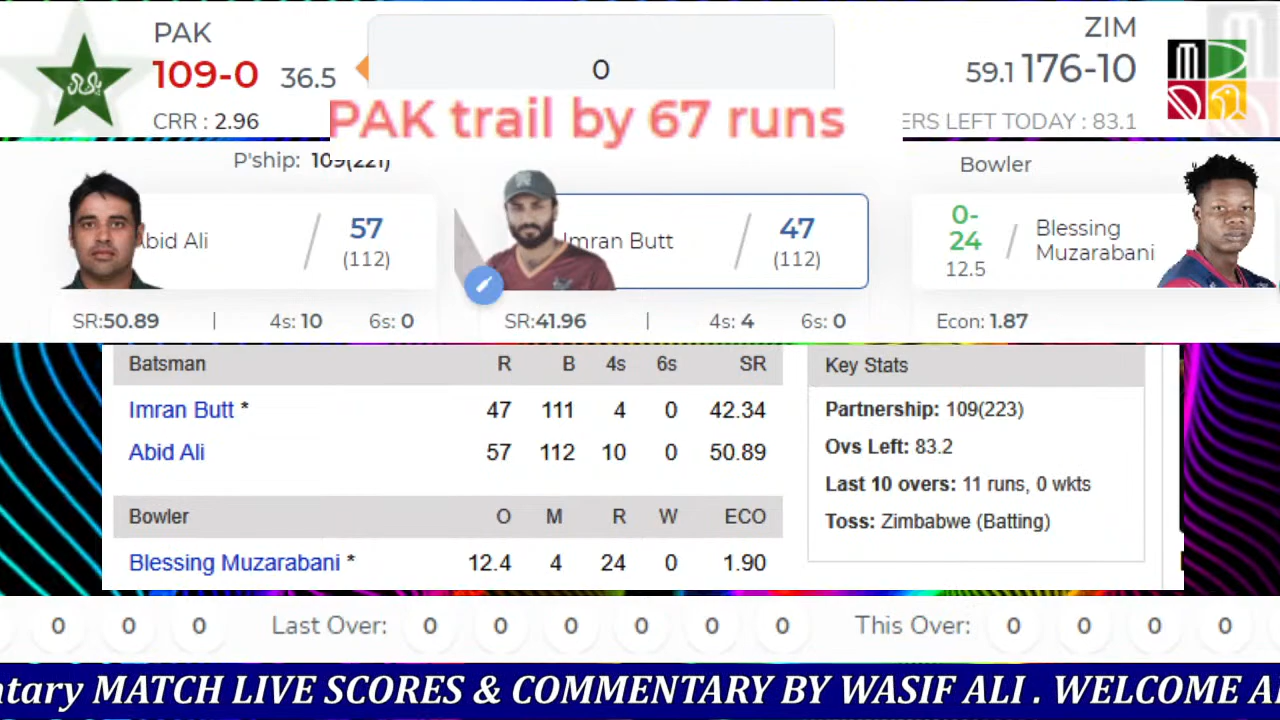 PAK
109-0 36.5
CRR : 2.96
0
PAK trail by 67 runs
ZIM
59.1 176-10
ERS LEFT TODAY : 83.1
P'ship: 109(221)
Abid Ali
57
(112)
SR:50.89 | 4s: 10 6s: 0
Imran Butt
47
(112)
SR:41.96 | 4s: 4 6s: 0
Bowler
0-
24
12.5
Blessing
Muzarabani
Econ: 1.87
Batsman R B 4s 6s SR
Imran Butt * 47 111 4 0 42.34
Abid Ali 57 112 10 0 50.89
Bowler O M R W ECO
Blessing Muzarabani * 12.4 4 24 0 1.90
Key Stats
Partnership: 109(223)
Ovs Left: 83.2
Last 10 overs: 11 runs, 0 wkts
Toss: Zimbabwe (Batting)
0 0 0 Last Over: 0 0 0 0 0 0 This Over: 0 0 0 0
ntary MATCH LIVE SCORES & COMMENTARY BY WASIF ALI . WELCOME A